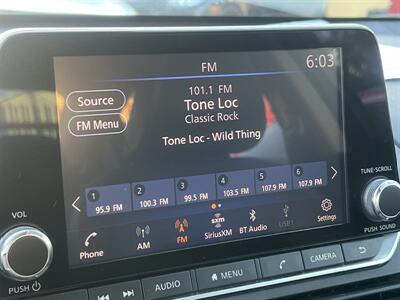 FM
6:03
Source
FM Menu
101.1 FM
Tone Loc
Classic Rock
Tone Loc - Wild Thing
1 95.9 FM
2 100.3 FM
3 99.5 FM
4 103.5 FM
5 107.9 FM
6 107.9 FM
Phone
AM
FM
sxm
SiriusXM
BT Audio
USB1
Settings
VOL
PUSH
TUNE·SCROLL
PUSH SOUND
AUDIO
MENU
CAMERA